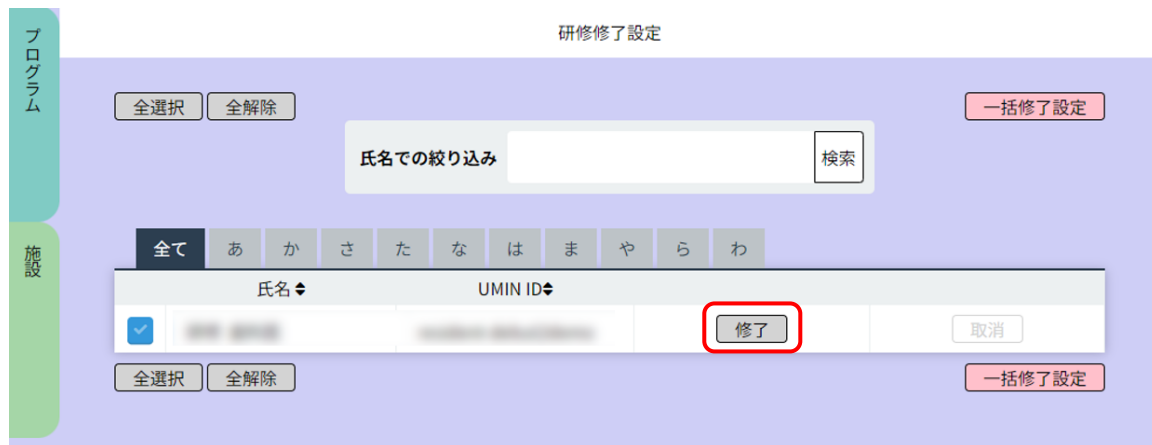 研修修了設定
プログラム
施設
全選択 全解除 一括修了設定
氏名での絞り込み 検索
全て あ か さ た な は ま や ら わ
氏名 UMIN ID
修了 取消
全選択 全解除 一括修了設定